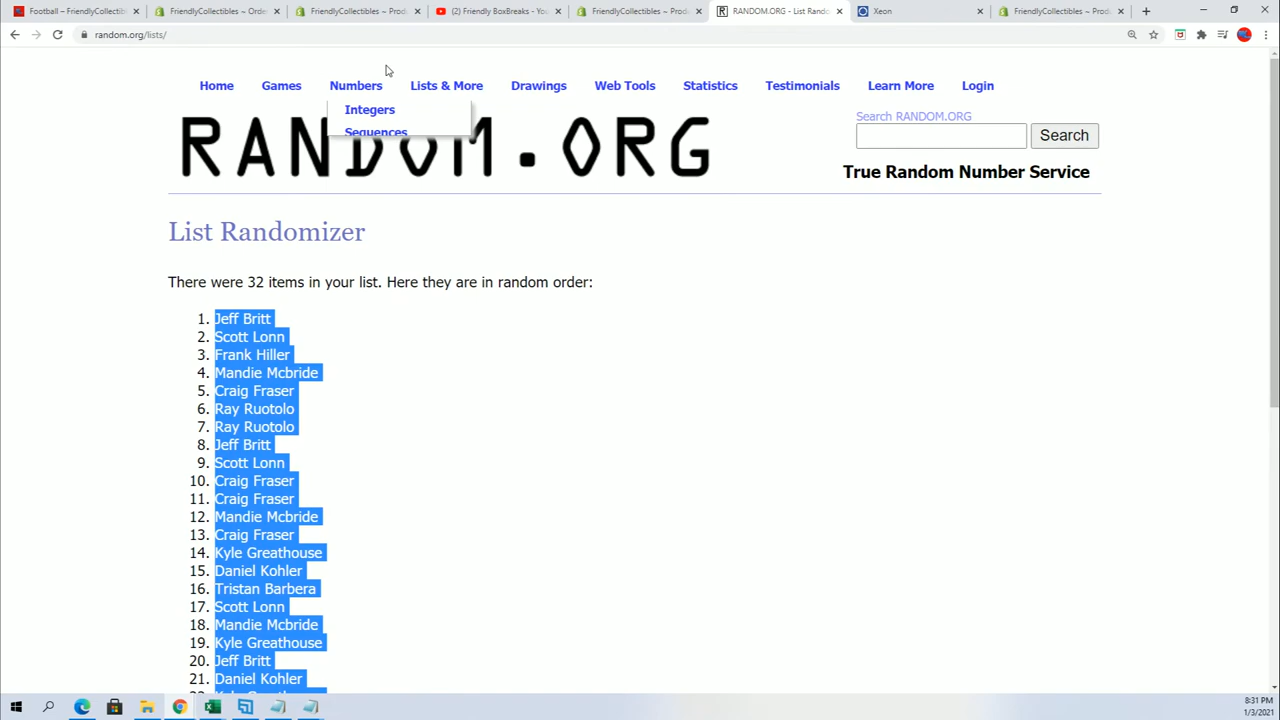 Football – FriendlyCollectib
FriendlyCollectibles ~ Orde
FriendlyCollectibles ~ Prod
(2) Friendly BoxBreaks - Yo
FriendlyCollectibles ~ Prod
RANDOM.ORG - List Rando
Xeon
FriendlyCollectibles ~ Prod
random.org/lists/
Home Games Numbers Lists & More Drawings Web Tools Statistics Testimonials Learn More Login
Integers
Sequences
RANDOM.ORG
Search RANDOM.ORG
Search
True Random Number Service
List Randomizer
There were 32 items in your list. Here they are in random order:
1. Jeff Britt
2. Scott Lonn
3. Frank Hiller
4. Mandie Mcbride
5. Craig Fraser
6. Ray Ruotolo
7. Ray Ruotolo
8. Jeff Britt
9. Scott Lonn
10. Craig Fraser
11. Craig Fraser
12. Mandie Mcbride
13. Craig Fraser
14. Kyle Greathouse
15. Daniel Kohler
16. Tristan Barbera
17. Scott Lonn
18. Mandie Mcbride
19. Kyle Greathouse
20. Jeff Britt
21. Daniel Kohler
8:31 PM
1/3/2021